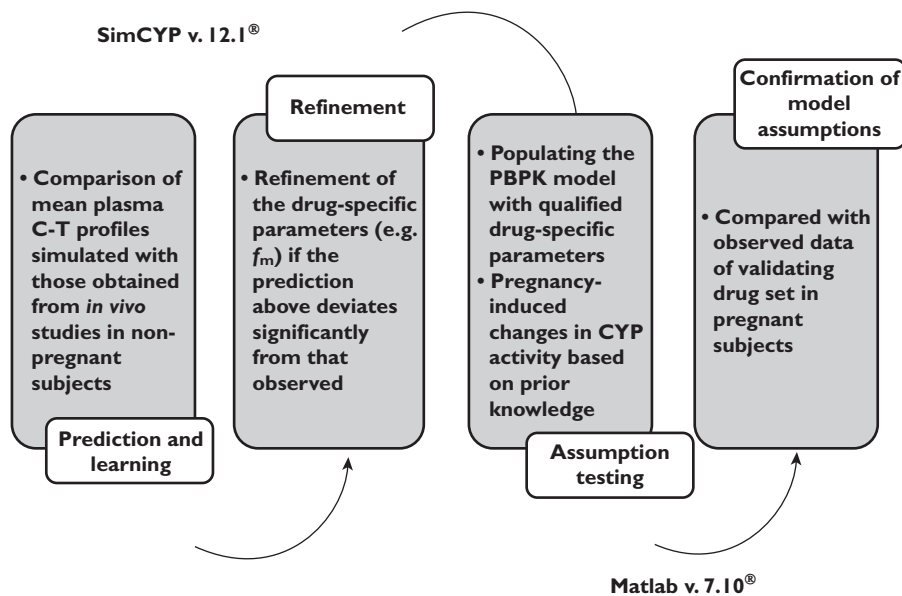 SimCYP v. 12.1®
• Comparison of
mean plasma
C-T profiles
simulated with
those obtained
from in vivo
studies in non-
pregnant
subjects
Prediction and
learning
Refinement
• Refinement of
the drug-specific
parameters (e.g.
fm) if the
prediction
above deviates
significantly
from that
observed
• Populating the
PBPK model
with qualified
drug-specific
parameters
• Pregnancy-
induced
changes in CYP
activity based
on prior
knowledge
Assumption
testing
Confirmation of
model
assumptions
• Compared with
observed data
of validating
drug set in
pregnant
subjects
Matlab v. 7.10®